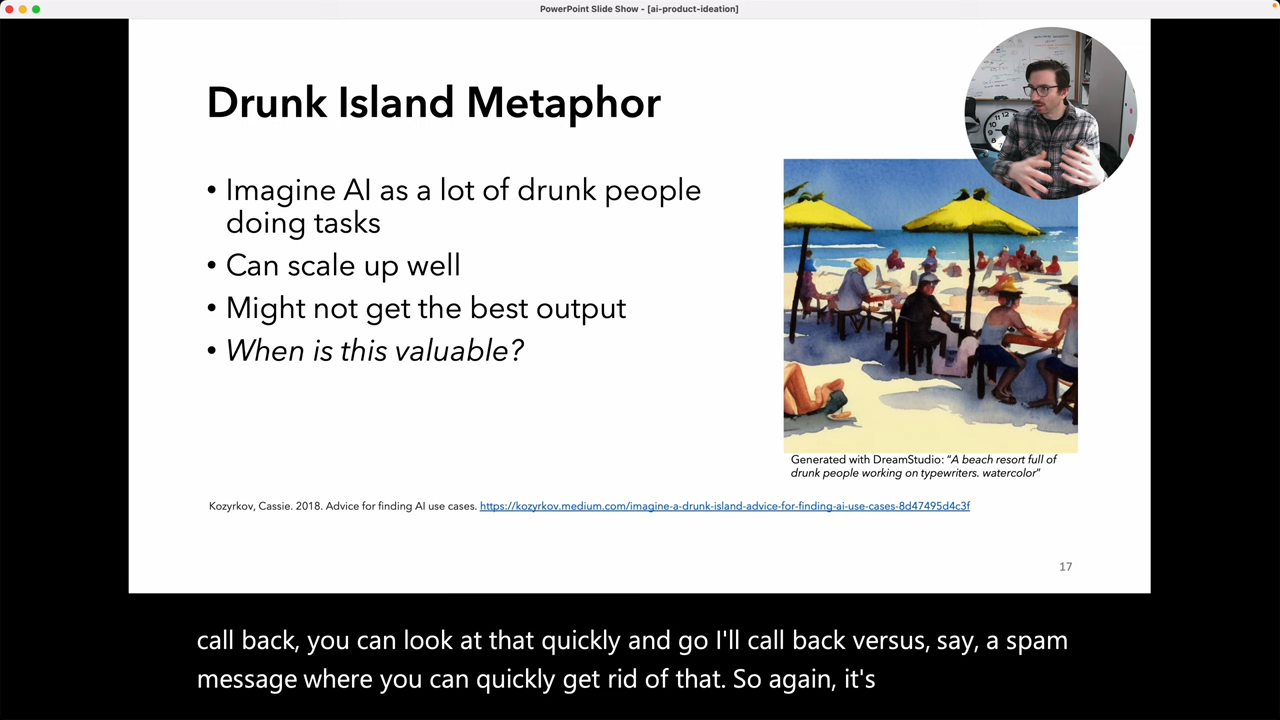 PowerPoint Slide Show - [ai-product-ideation]
Drunk Island Metaphor
• Imagine AI as a lot of drunk people
doing tasks
• Can scale up well
• Might not get the best output
• When is this valuable?
Generated with DreamStudio: "A beach resort full of
drunk people working on typewriters. watercolor"
Kozyrkov, Cassie. 2018. Advice for finding AI use cases. https://kozyrkov.medium.com/imagine-a-drunk-island-advice-for-finding-ai-use-cases-8d47495d4c3f
17
call back, you can look at that quickly and go I'll call back versus, say, a spam
message where you can quickly get rid of that. So again, it's